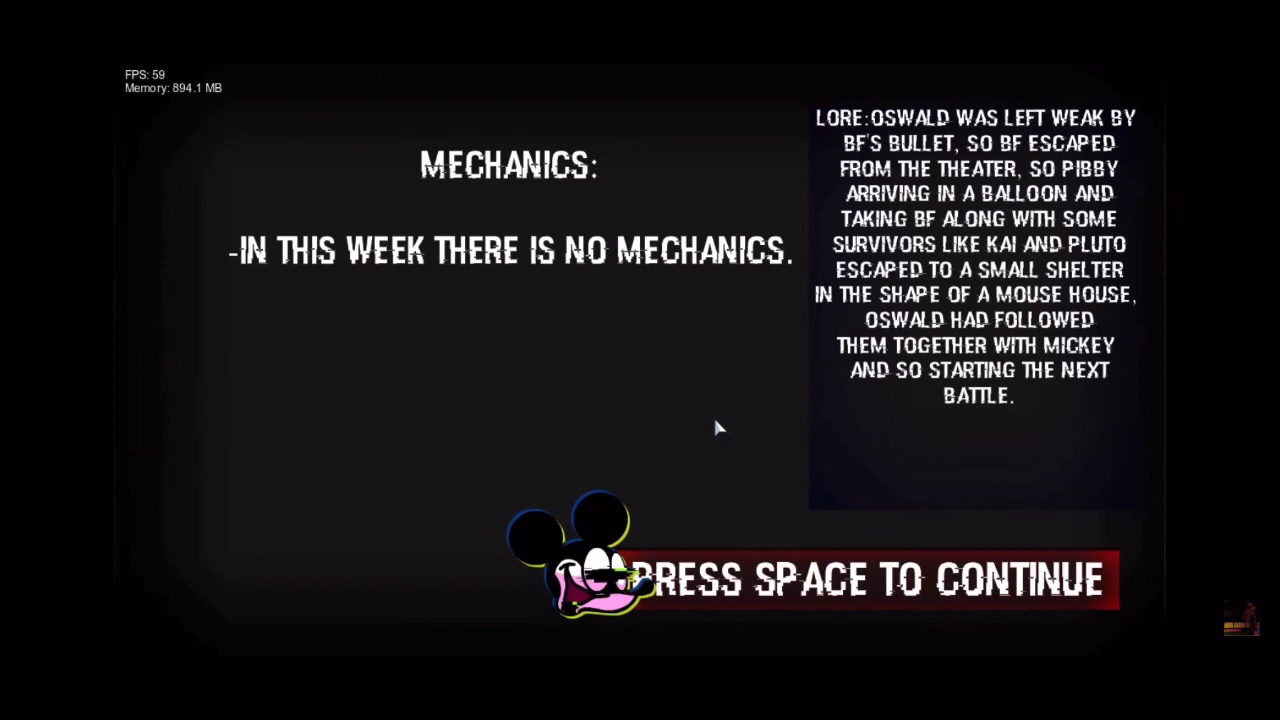 FPS: 59
Memory: 894.1 MB
MECHANICS:
-IN THIS WEEK THERE IS NO MECHANICS.
LORE:OSWALD WAS LEFT WEAK BY
BF'S BULLET, SO BF ESCAPED
FROM THE THEATER, SO PIBBY
ARRIVING IN A BALLOON AND
TAKING BF ALONG WITH SOME
SURVIVORS LIKE KAI AND PLUTO
ESCAPED TO A SMALL SHELTER
IN THE SHAPE OF A MOUSE HOUSE,
OSWALD HAD FOLLOWED
THEM TOGETHER WITH MICKEY
AND SO STARTING THE NEXT
BATTLE.
PRESS SPACE TO CONTINUE